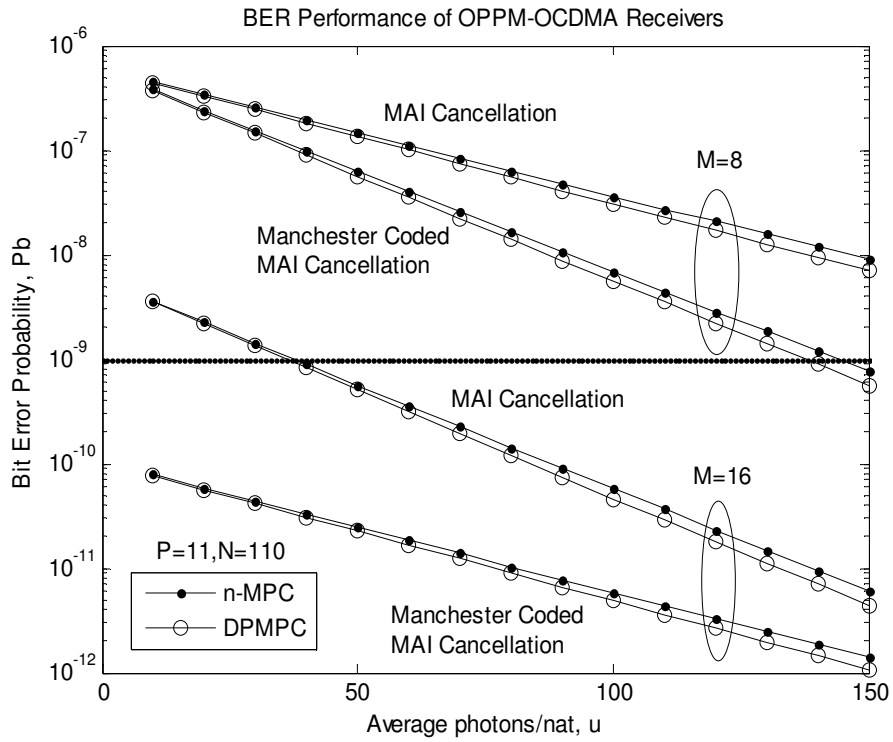 BER Performance of OPPM-OCDMA Receivers
10^-6
10^-7
10^-8
10^-9
10^-10
10^-11
10^-12
Bit Error Probability, Pb
MAI Cancellation
M=8
Manchester Coded
MAI Cancellation
MAI Cancellation
M=16
P=11,N=110
n-MPC
DPMPC
Manchester Coded
MAI Cancellation
0
50
100
150
Average photons/nat, u